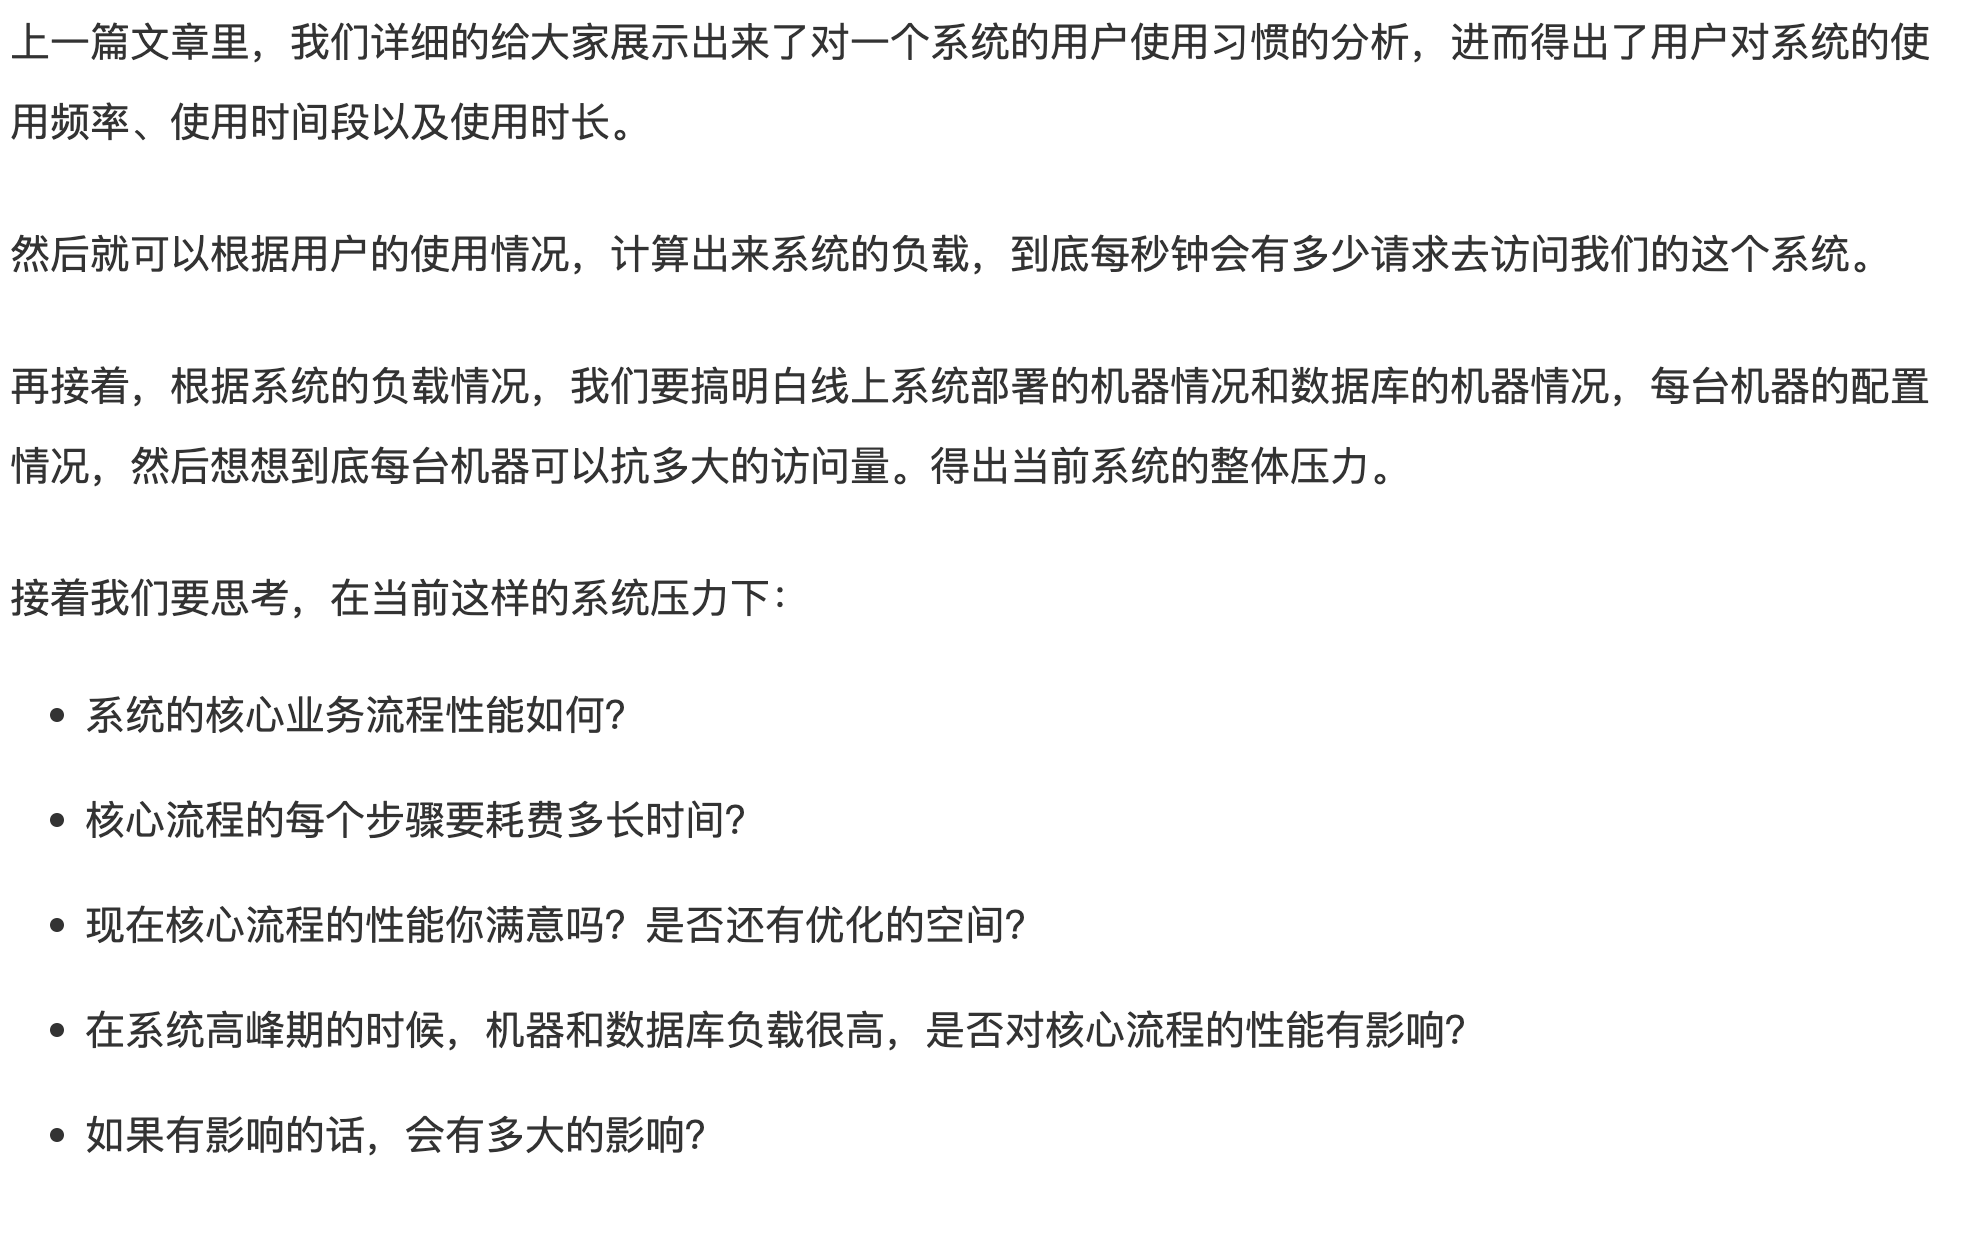 上一篇文章里，我们详细的给大家展示出来了对一个系统的用户使用习惯的分析，进而得出了用户对系统的使
用频率、使用时间段以及使用时长。
然后就可以根据用户的使用情况，计算出来系统的负载，到底每秒钟会有多少请求去访问我们的这个系统。
再接着，根据系统的负载情况，我们要搞明白线上系统部署的机器情况和数据库的机器情况，每台机器的配置
情况，然后想想到底每台机器可以抗多大的访问量。得出当前系统的整体压力。
接着我们要思考，在当前这样的系统压力下：
• 系统的核心业务流程性能如何？
• 核心流程的每个步骤要耗费多长时间？
• 现在核心流程的性能你满意吗？是否还有优化的空间？
• 在系统高峰期的时候，机器和数据库负载很高，是否对核心流程的性能有影响？
• 如果有影响的话，会有多大的影响？